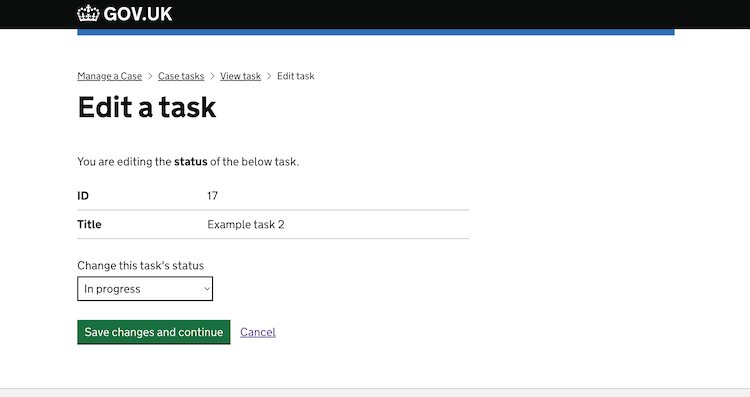 GOV.UK
Manage a Case > Case tasks > View task > Edit task
Edit a task
You are editing the status of the below task.
ID 17
Title Example task 2
Change this task's status
In progress
Save changes and continue Cancel